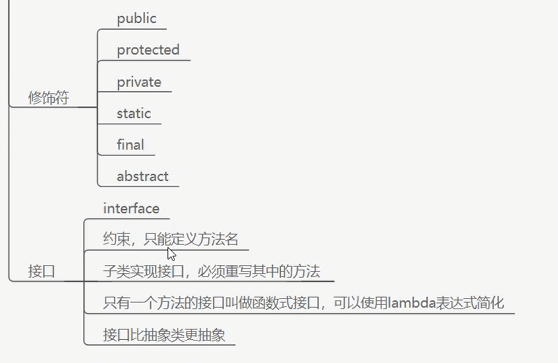 修饰符
public
protected
private
static
final
abstract
接口
interface
约束，只能定义方法名
子类实现接口，必须重写其中的方法
只有一个方法的接口叫做函数式接口，可以使用lambda表达式简化
接口比抽象类更抽象